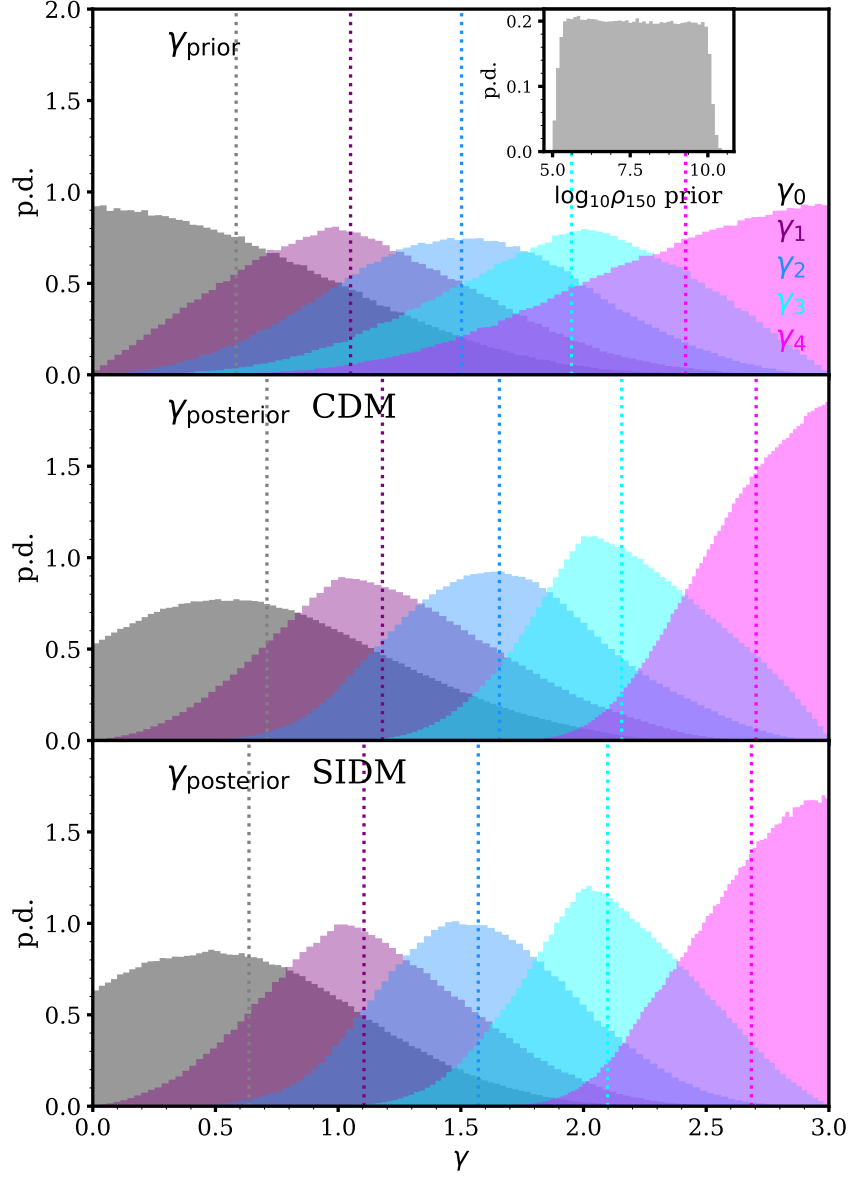 2.0
1.5
1.0
0.5
0.0
p.d.
γprior
0.2
0.1
0.0
p.d.
5.0 7.5 10.0
log10ρ150 prior
γ0
γ1
γ2
γ3
γ4
1.5
1.0
0.5
0.0
p.d.
γposterior CDM
1.5
1.0
0.5
0.0
p.d.
γposterior SIDM
0.0 0.5 1.0 1.5 2.0 2.5 3.0
γ